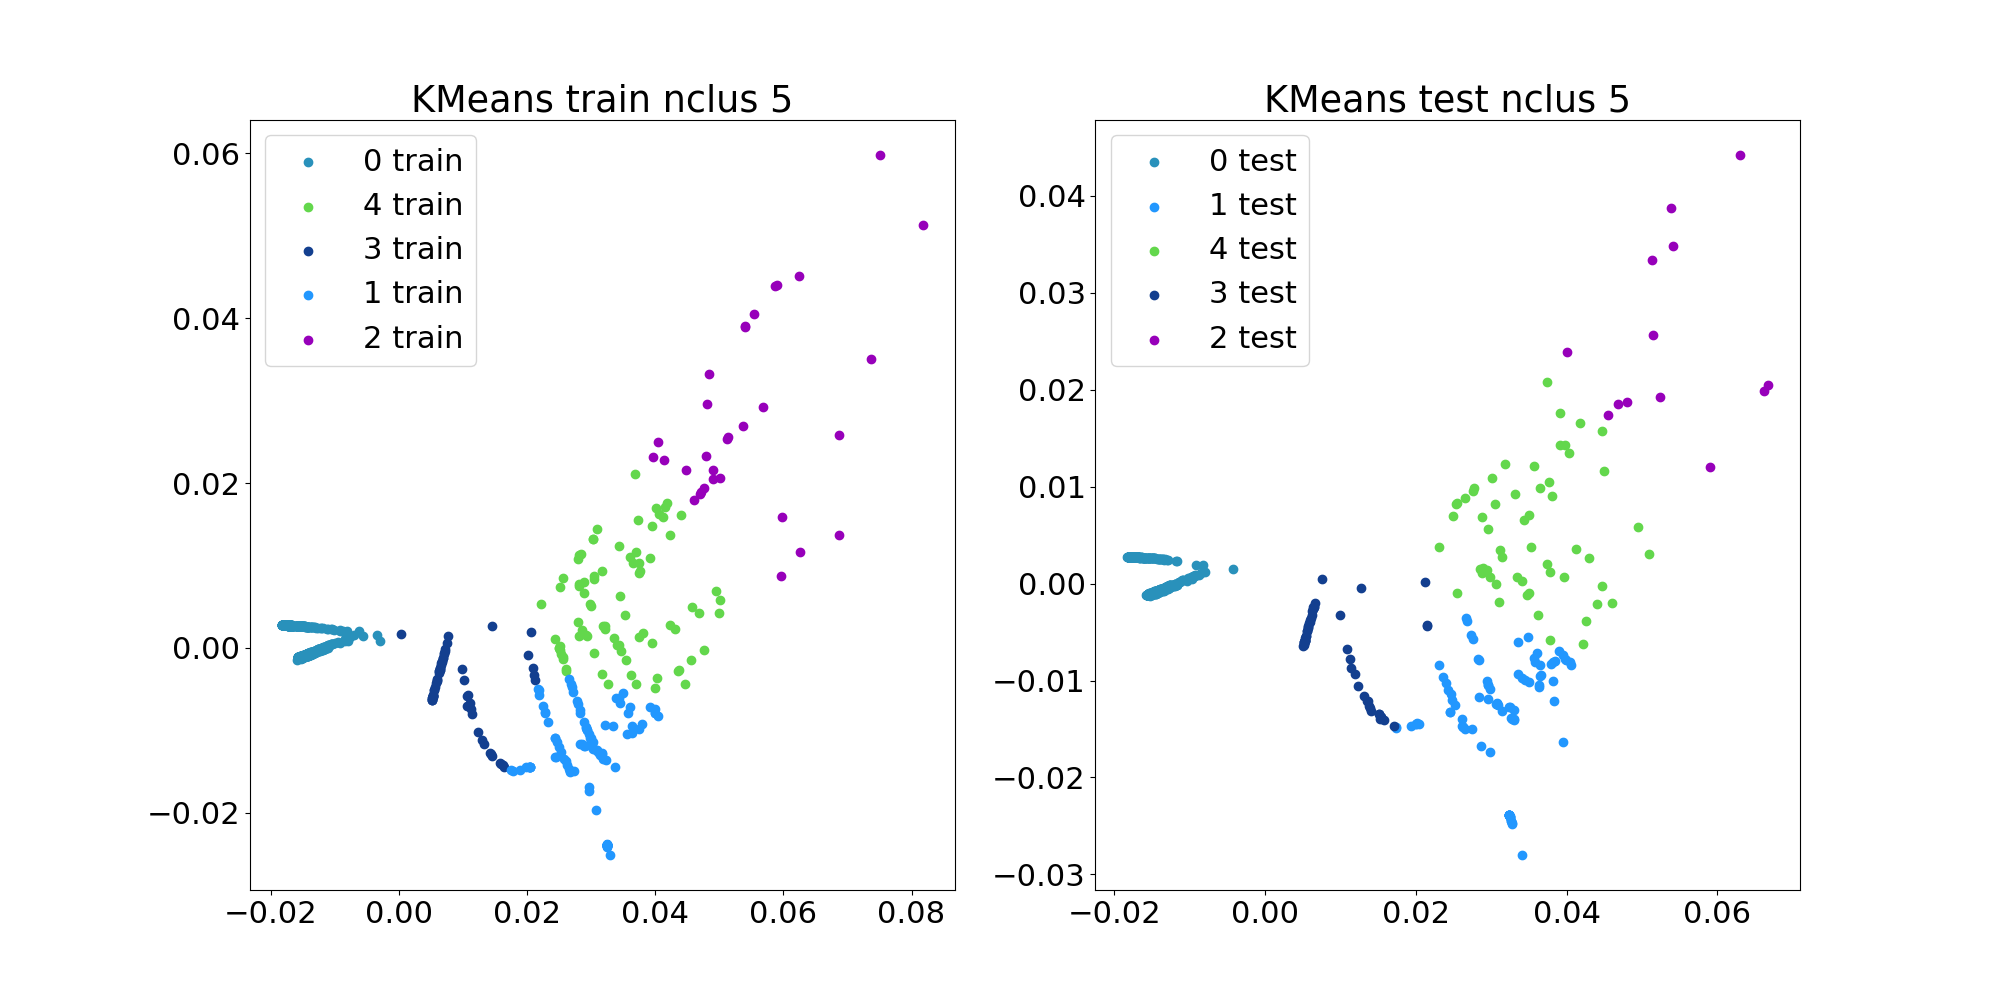 KMeans train nclus 5
0.06
0.04
0.02
0.00
−0.02
−0.02 0.00 0.02 0.04 0.06 0.08
0 train
4 train
3 train
1 train
2 train
KMeans test nclus 5
0.04
0.03
0.02
0.01
0.00
−0.01
−0.02
−0.03
−0.02 0.00 0.02 0.04 0.06
0 test
1 test
4 test
3 test
2 test